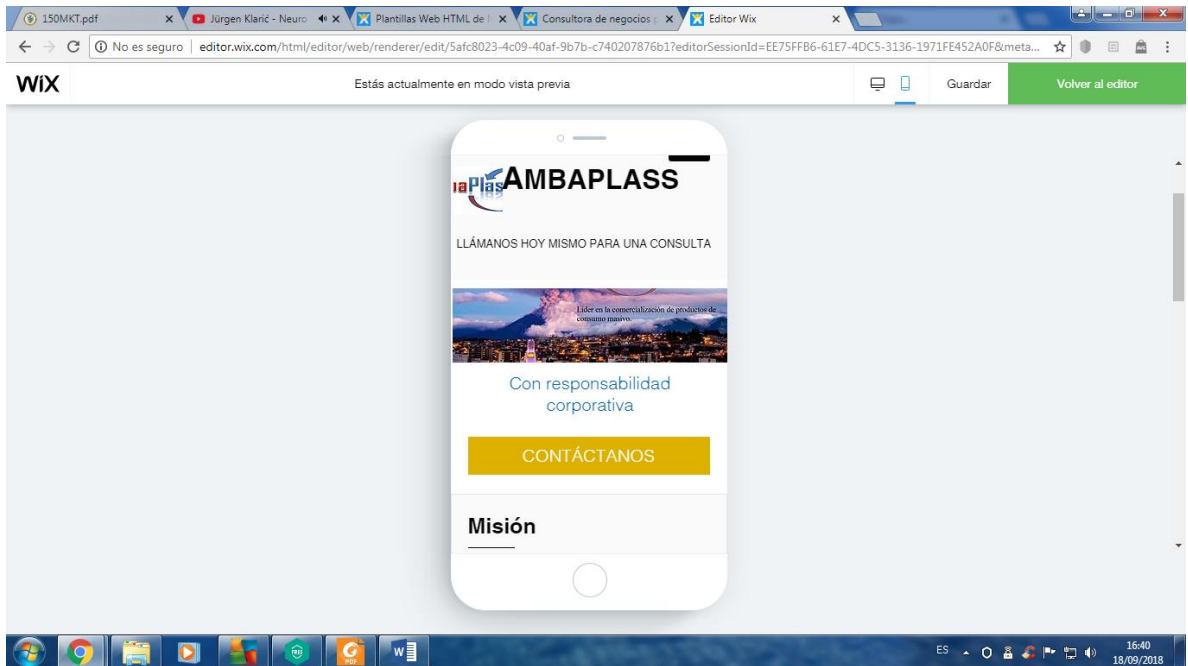 150MKT.pdf
Jürgen Klarić - Neuro
Plantillas Web HTML de
Consultora de negocios
Editor Wix
No es seguro | editor.wix.com/html/editor/web/renderer/edit/5afc8023-4c09-40af-9b7b-c740207876b1?editorSessionId=EE75FFB6-61E7-4DC5-3136-1971FE452A0F&meta...
WiX
Estás actualmente en modo vista previa
Guardar
Volver al editor
aPlas
AMBAPLASS
LLÁMANOS HOY MISMO PARA UNA CONSULTA
Lider en la comercialización de productos de
consumo masivo.
Con responsabilidad
corporativa
CONTÁCTANOS
Misión
ES
16:40
18/09/2018